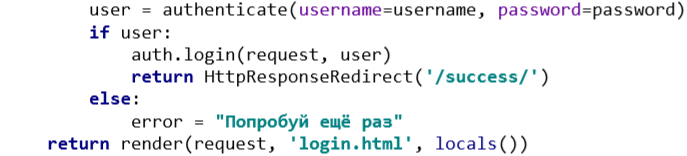 user = authenticate(username=username, password=password)
if user:
auth.login(request, user)
return HttpResponseRedirect('/success/')
else:
error = "Попробуй ещё раз"
return render(request, 'login.html', locals())